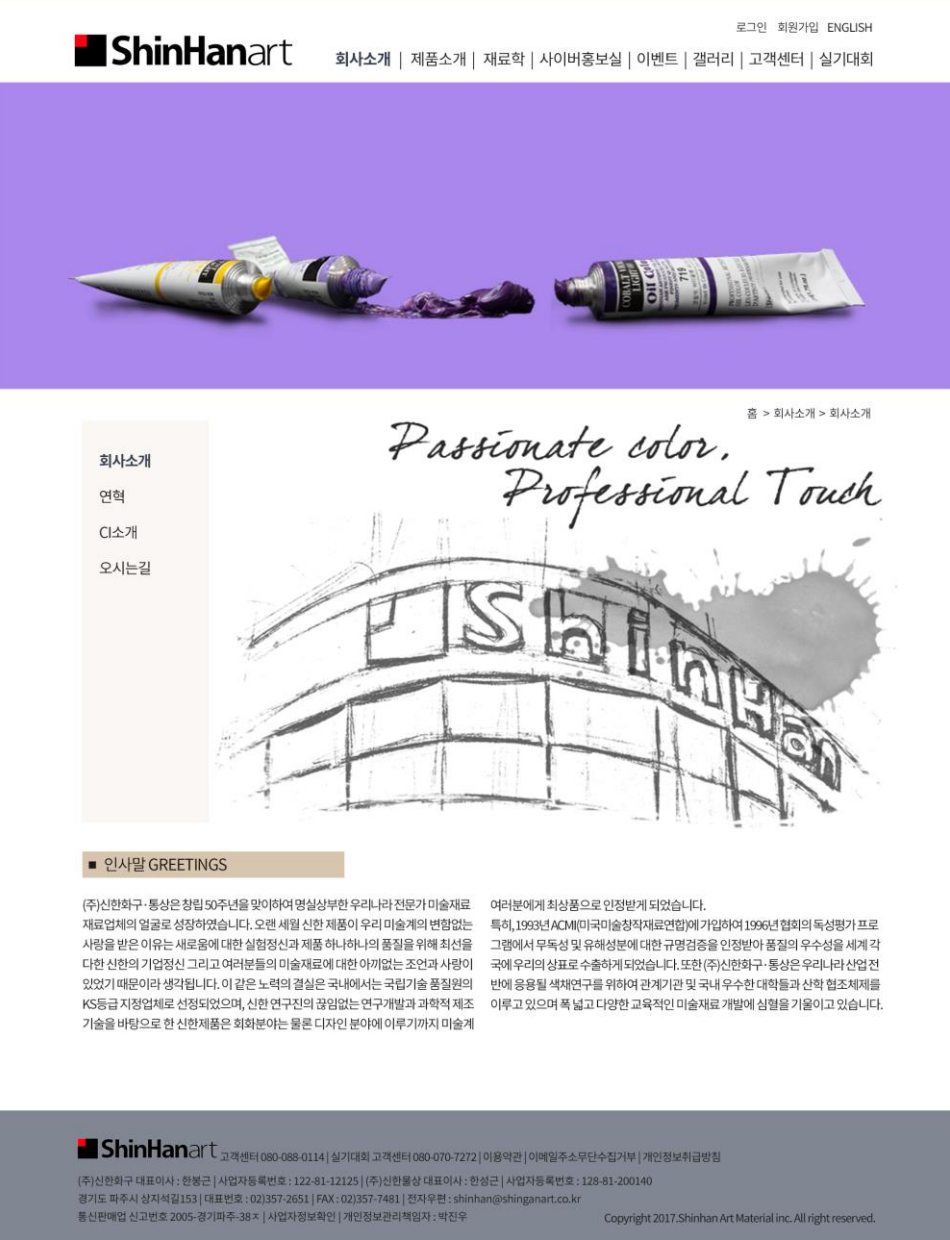 로그인 회원가입 ENGLISH
ShinHanart
회사소개 | 제품소개 | 재료학 | 사이버홍보실 | 이벤트 | 갤러리 | 고객센터 | 실기대회
719
홈 > 회사소개 > 회사소개
Passionate color,
Professional Touch
회사소개
연혁
CI소개
오시는길
ShinHan
■ 인사말 GREETINGS
(주)신한화구·통상은 창립 50주년을 맞이하여 명실상부한 우리나라 전문가 미술재료
재료업체의 얼굴로 성장하였습니다. 오랜 세월 신한 제품이 우리 미술계의 변함없는
사랑을 받은 이유는 새로움에 대한 실험정신과 제품 하나하나의 품질을 위해 최선을
다한 신한의 기업정신 그리고 여러분들의 미술재료에 대한 아끼없는 조언과 사랑이
있었기 때문이라 생각됩니다. 이 같은 노력의 결실은 국내에서는 국립기술 품질원의
KS등급 지정업체로 선정되었으며, 신한 연구진의 끊임없는 연구개발과 과학적 제조
기술을 바탕으로 한 신한제품은 회화분야는 물론 디자인 분야에 이루기까지 미술계
여러분에게 최상품으로 인정받게 되었습니다.
특히, 1993년 ACMI(미국미술창작재료연합)에 가입하여 1996년 협회의 독성평가 프로
그램에서 무독성 및 유해성분에 대한 규명검증을 인정받아 품질의 우수성을 세계 각
국에 우리의 상표로 수출하게 되었습니다. 또한 (주)신한화구·통상은 우리나라 산업 전
반에 응용될 색채연구를 위하여 관계기관 및 국내 우수한 대학들과 산학 협조체제를
이루고 있으며 폭 넓고 다양한 교육적인 미술재료 개발에 심혈을 기울이고 있습니다.
ShinHanart 고객센터 080-088-0114 | 실기대회 고객센터 080-070-7272 | 이용약관 | 이메일주소무단수집거부 | 개인정보취급방침
(주)신한화구 대표이사 : 한봉근 | 사업자등록번호 : 122-81-12125 | (주)신한물상 대표이사 : 한성근 | 사업자등록번호 : 128-81-200140
경기도 파주시 상지석길153 | 대표번호 : 02)357-2651 | FAX : 02)357-7481 | 전자우편 : shinhan@shinganart.co.kr
통신판매업 신고번호 2005-경기파주-38ㅈ | 사업자정보확인 | 개인정보관리책임자 : 박진우
Copyright 2017.Shinhan Art Material inc. All right reserved.